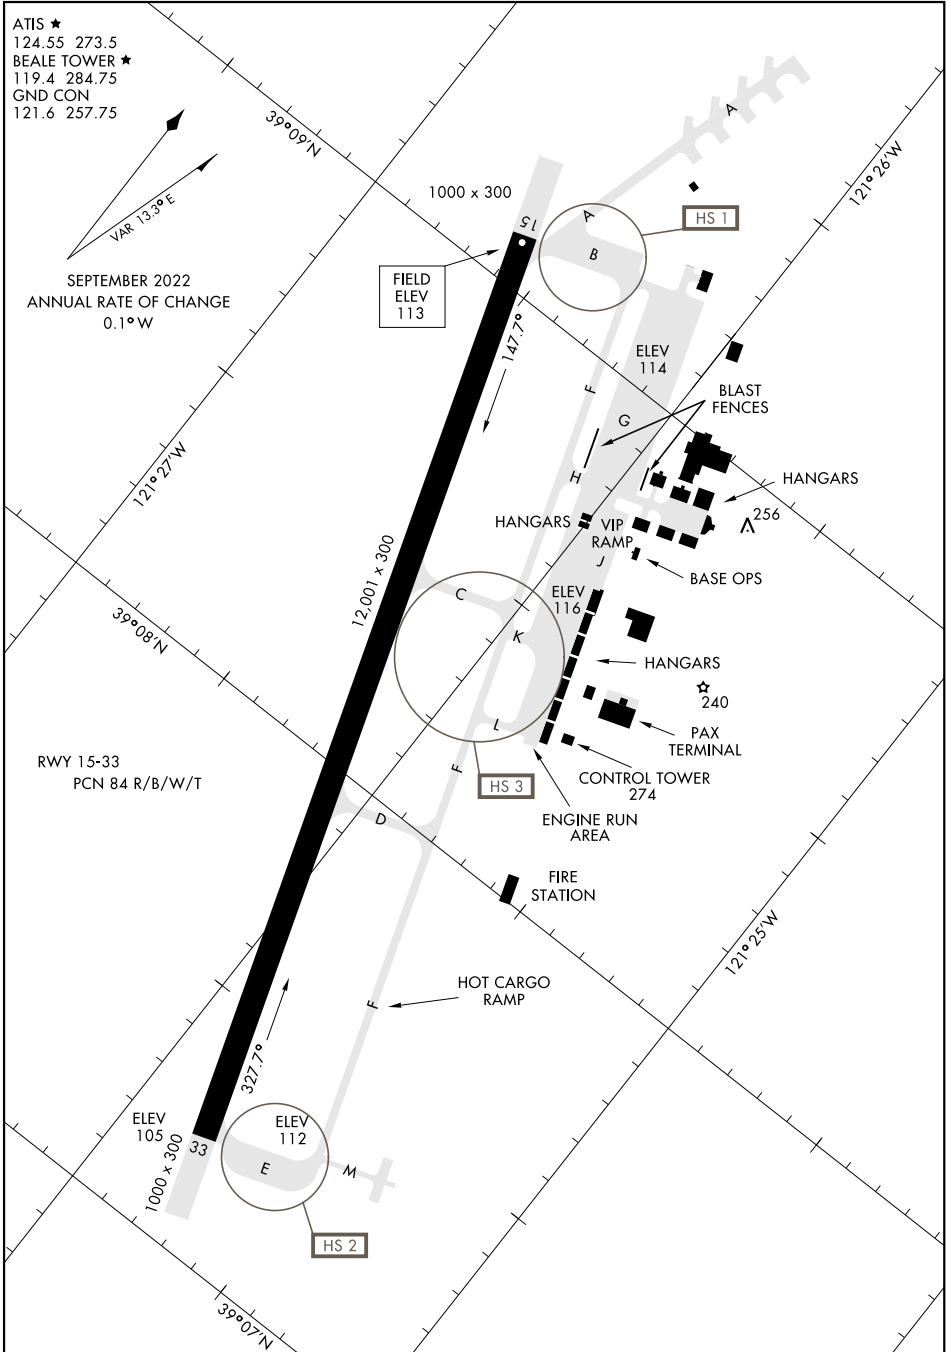 ATIS ★
124.55 273.5
BEALE TOWER ★
119.4 284.75
GND CON
121.6 257.75
VAR 13.3° E
SEPTEMBER 2022
ANNUAL RATE OF CHANGE
0.1° W
39°09'N
121°26'W
A
1000 x 300
15
A
B
HS 1
FIELD
ELEV
113
147.7°
ELEV
114
BLAST
FENCES
F
G
H
121°27'W
HANGARS
256
HANGARS
VIP
RAMP
J
BASE OPS
12,001 x 300
C
ELEV
116
K
39°08'N
HANGARS
240
L
PAX
TERMINAL
RWY 15-33
PCN 84 R/B/W/T
F
HS 3
CONTROL TOWER
274
D
ENGINE RUN
AREA
FIRE
STATION
121°25'W
HOT CARGO
RAMP
F
327.7°
ELEV
105
33
ELEV
112
E
M
1000 x 300
HS 2
39°07'N